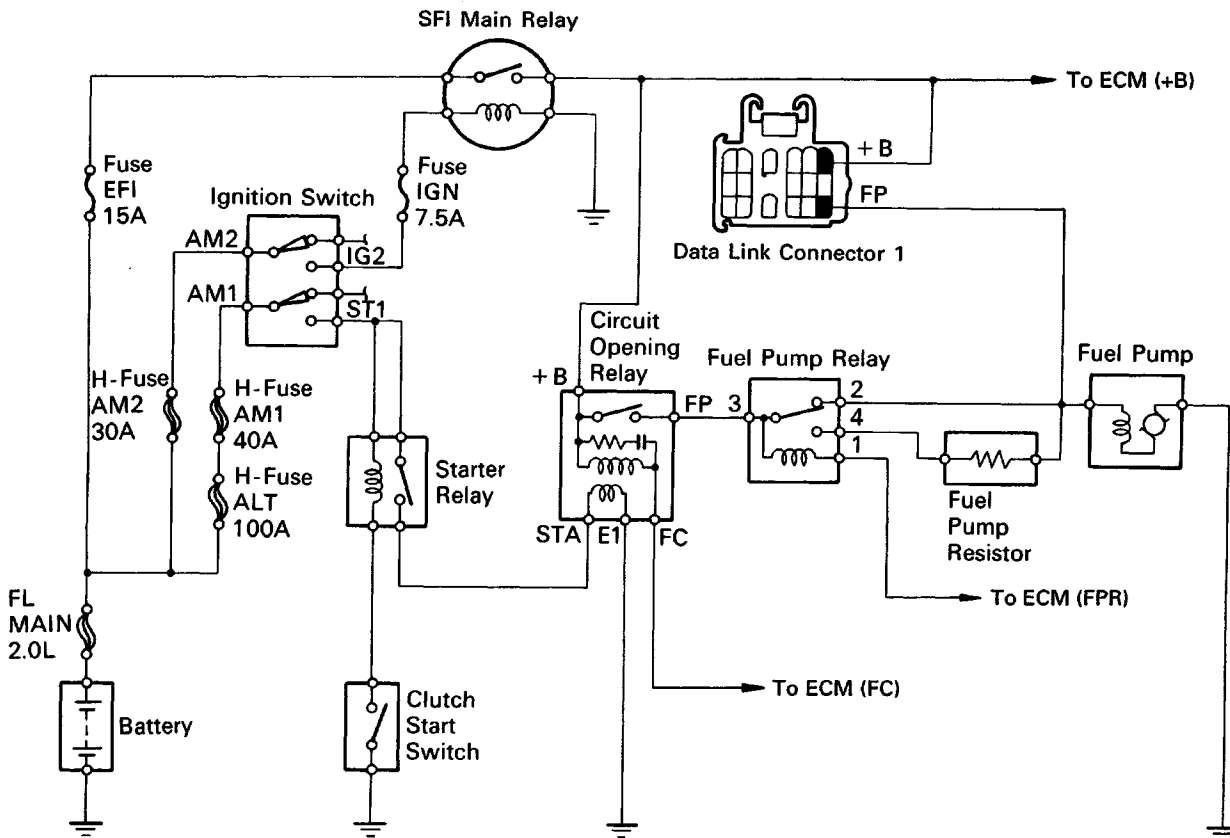 SFI Main Relay
To ECM (+B)
Fuse
EFI
15A
Fuse
IGN
7.5A
Ignition Switch
AM2
IG2
AM1
ST1
+B
FP
Data Link Connector 1
H-Fuse
AM2
30A
H-Fuse
AM1
40A
H-Fuse
ALT
100A
Starter
Relay
Circuit
Opening
Relay
+B
FP
STA
E1
FC
Fuel Pump Relay
3
2
4
1
Fuel Pump
Fuel
Pump
Resistor
To ECM (FPR)
To ECM (FC)
FL
MAIN
2.0L
Battery
Clutch
Start
Switch